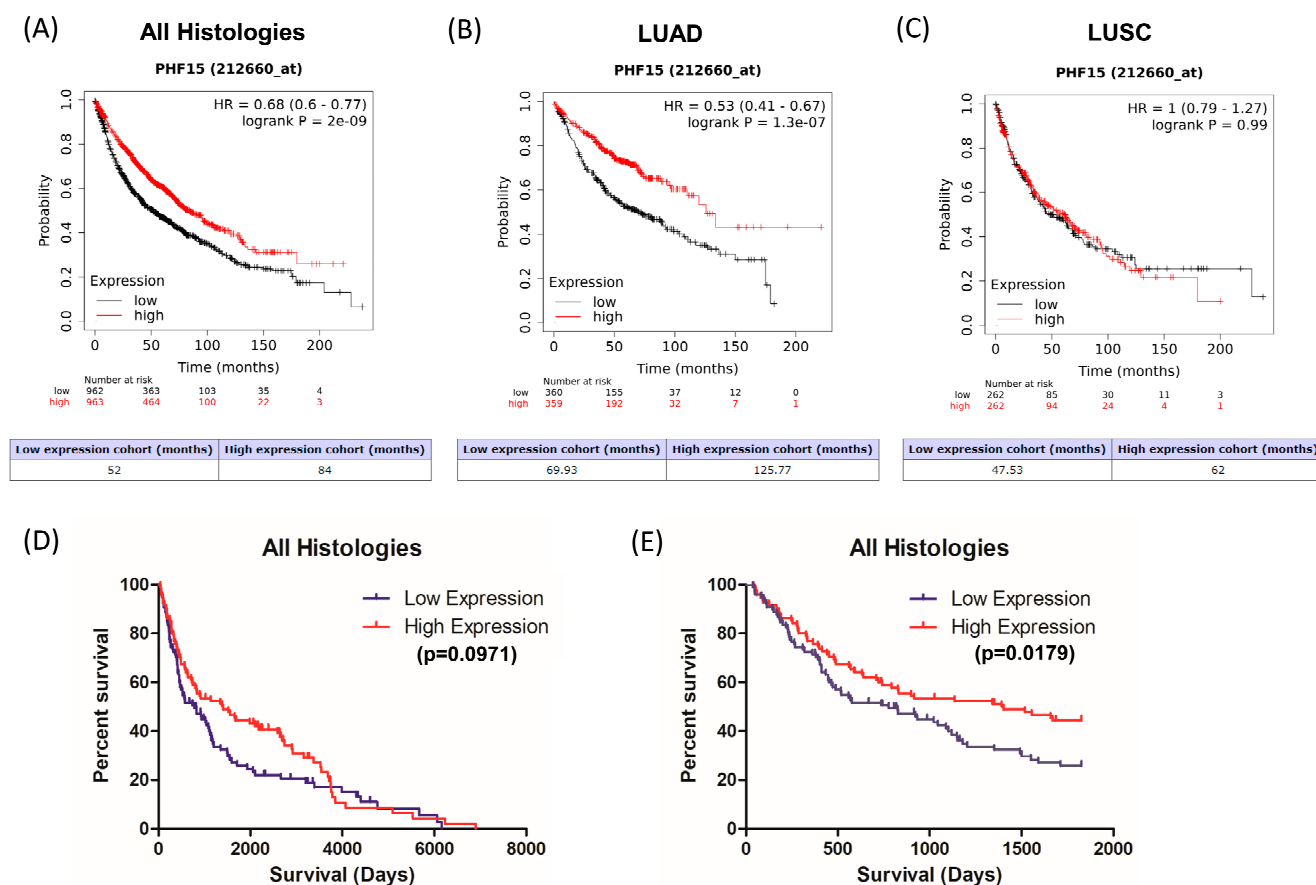 (A)
All Histologies
PHF15 (212660_at)
HR = 0.68 (0.6 - 0.77)
logrank P = 2e-09
Probability
1.0
0.8
0.6
0.4
0.2
0.0
Expression
low
high
0 50 100 150 200
Time (months)
Number at risk
low 962 363 103 35 4
high 963 464 100 22 3
Low expression cohort (months) High expression cohort (months)
52 84
(B)
LUAD
PHF15 (212660_at)
HR = 0.53 (0.41 - 0.67)
logrank P = 1.3e-07
Probability
1.0
0.8
0.6
0.4
0.2
0.0
Expression
low
high
0 50 100 150 200
Time (months)
Number at risk
low 360 155 37 12 0
high 359 192 32 7 1
Low expression cohort (months) High expression cohort (months)
69.93 125.77
(C)
LUSC
PHF15 (212660_at)
HR = 1 (0.79 - 1.27)
logrank P = 0.99
Probability
1.0
0.8
0.6
0.4
0.2
0.0
Expression
low
high
0 50 100 150 200
Time (months)
Number at risk
low 262 85 30 11 3
high 262 94 24 4 1
Low expression cohort (months) High expression cohort (months)
47.53 62
(D)
All Histologies
Percent survival
100
80
60
40
20
0
Low Expression
High Expression
(p=0.0971)
0 2000 4000 6000 8000
Survival (Days)
(E)
All Histologies
Percent survival
100
80
60
40
20
0
Low Expression
High Expression
(p=0.0179)
0 500 1000 1500 2000
Survival (Days)